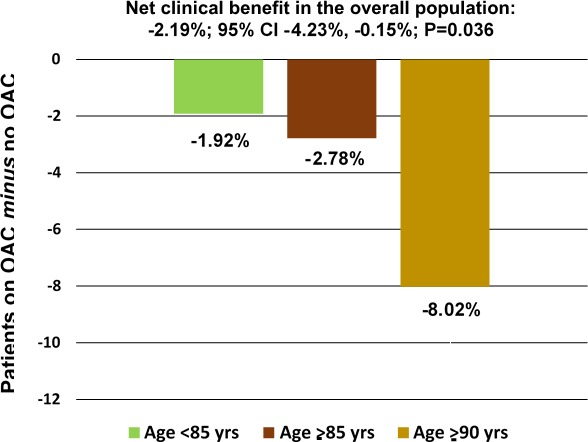 Net clinical benefit in the overall population:
-2.19%; 95% CI -4.23%, -0.15%; P=0.036
Patients on OAC minus no OAC
0
-2
-4
-6
-8
-10
-12
-1.92%
-2.78%
-8.02%
Age <85 yrs
Age ≥85 yrs
Age ≥90 yrs